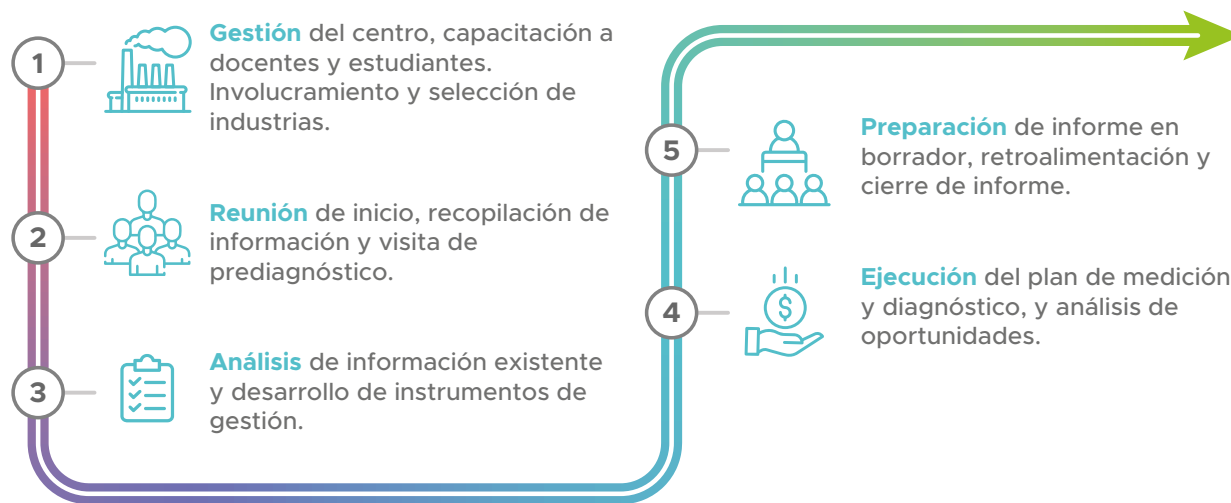 1
Gestión del centro, capacitación a
docentes y estudiantes.
Involucramiento y selección de
industrias.
2
Reunión de inicio, recopilación de
información y visita de
prediagnóstico.
3
Análisis de información existente
y desarrollo de instrumentos de
gestión.
4
$
Ejecución del plan de medición
y diagnóstico, y análisis de
oportunidades.
5
Preparación de informe en
borrador, retroalimentación y
cierre de informe.